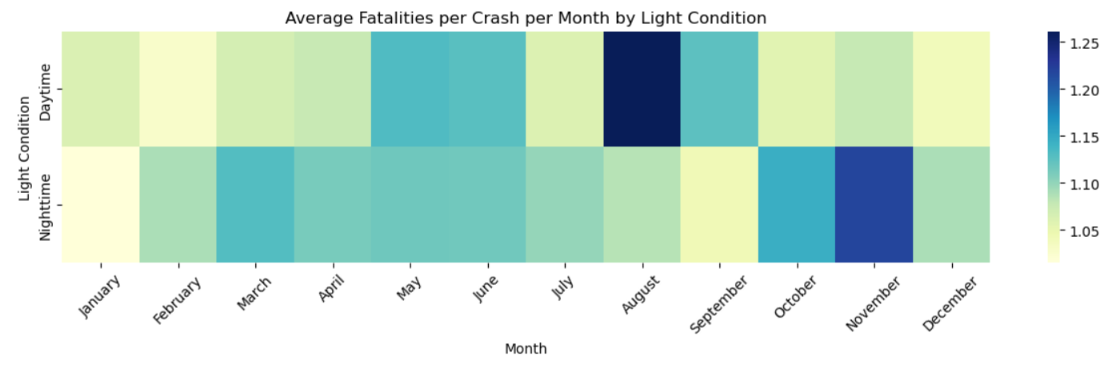 Average Fatalities per Crash per Month by Light Condition
Light Condition
Daytime
Nighttime
January
February
March
April
May
June
July
August
September
October
November
December
Month
1.25
1.20
1.15
1.10
1.05